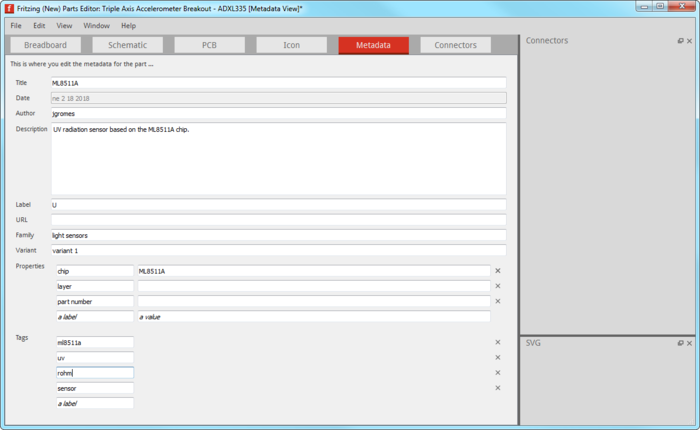 f Fritzing (New) Parts Editor: Triple Axis Accelerometer Breakout - ADXL335 [Metadata View]*
File Edit View Window Help
Breadboard Schematic PCB Icon Metadata Connectors
Connectors
This is where you edit the metadata for the part ...
Title ML8511A
Date ne 2 18 2018
Author jgromes
Description UV radiation sensor based on the ML8511A chip.
Label U
URL
Family light sensors
Variant variant 1
Properties
chip ML8511A
layer
part number
a label a value
Tags
ml8511a
uv
rohm
sensor
a label
SVG